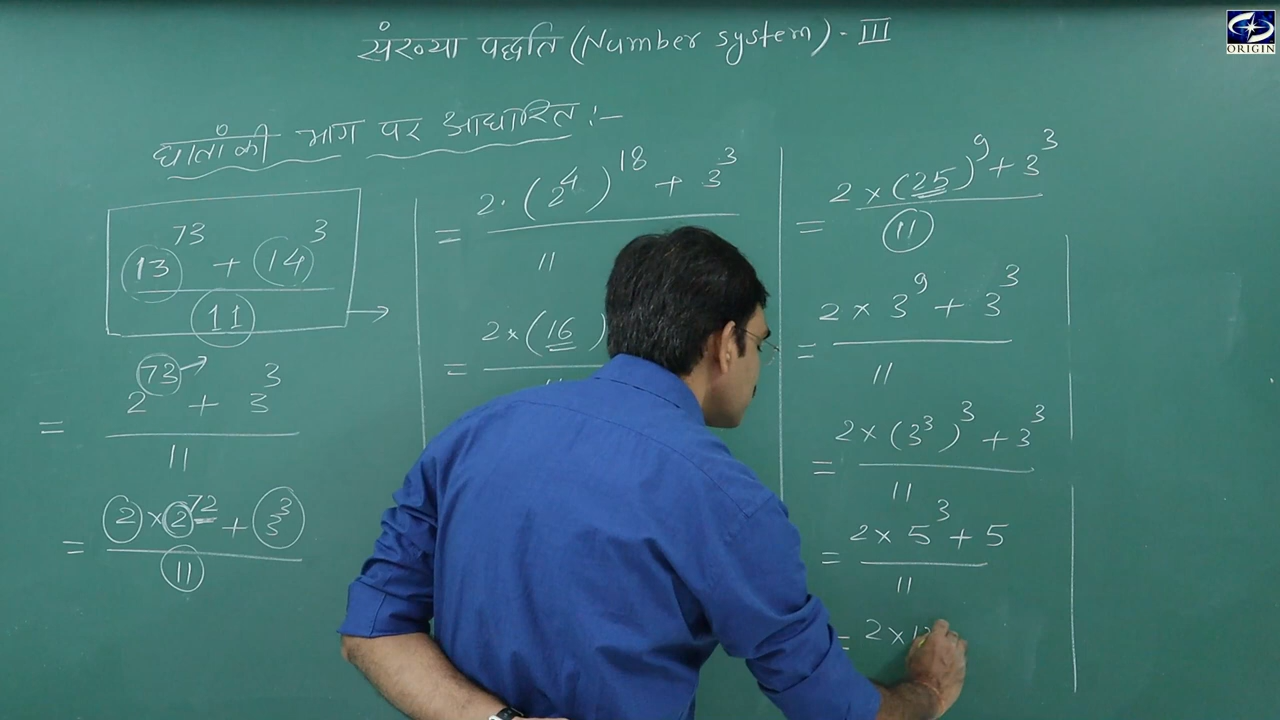 संख्या पद्धति (Number system) - III
ORIGIN
घातांकी भाग पर आधारित :-
13^73 + 14^3
11
= 2^73 + 3^3
11
= 2 × 2^72 + 3^3
11
= 2·(2^4)^18 + 3^3
11
= 2×(16)
= 2 × (25)^9 + 3^3
11
= 2 × 3^9 + 3^3
11
= 2 × (3^3)^3 + 3^3
11
= 2 × 5^3 + 5
11
= 2 × 1